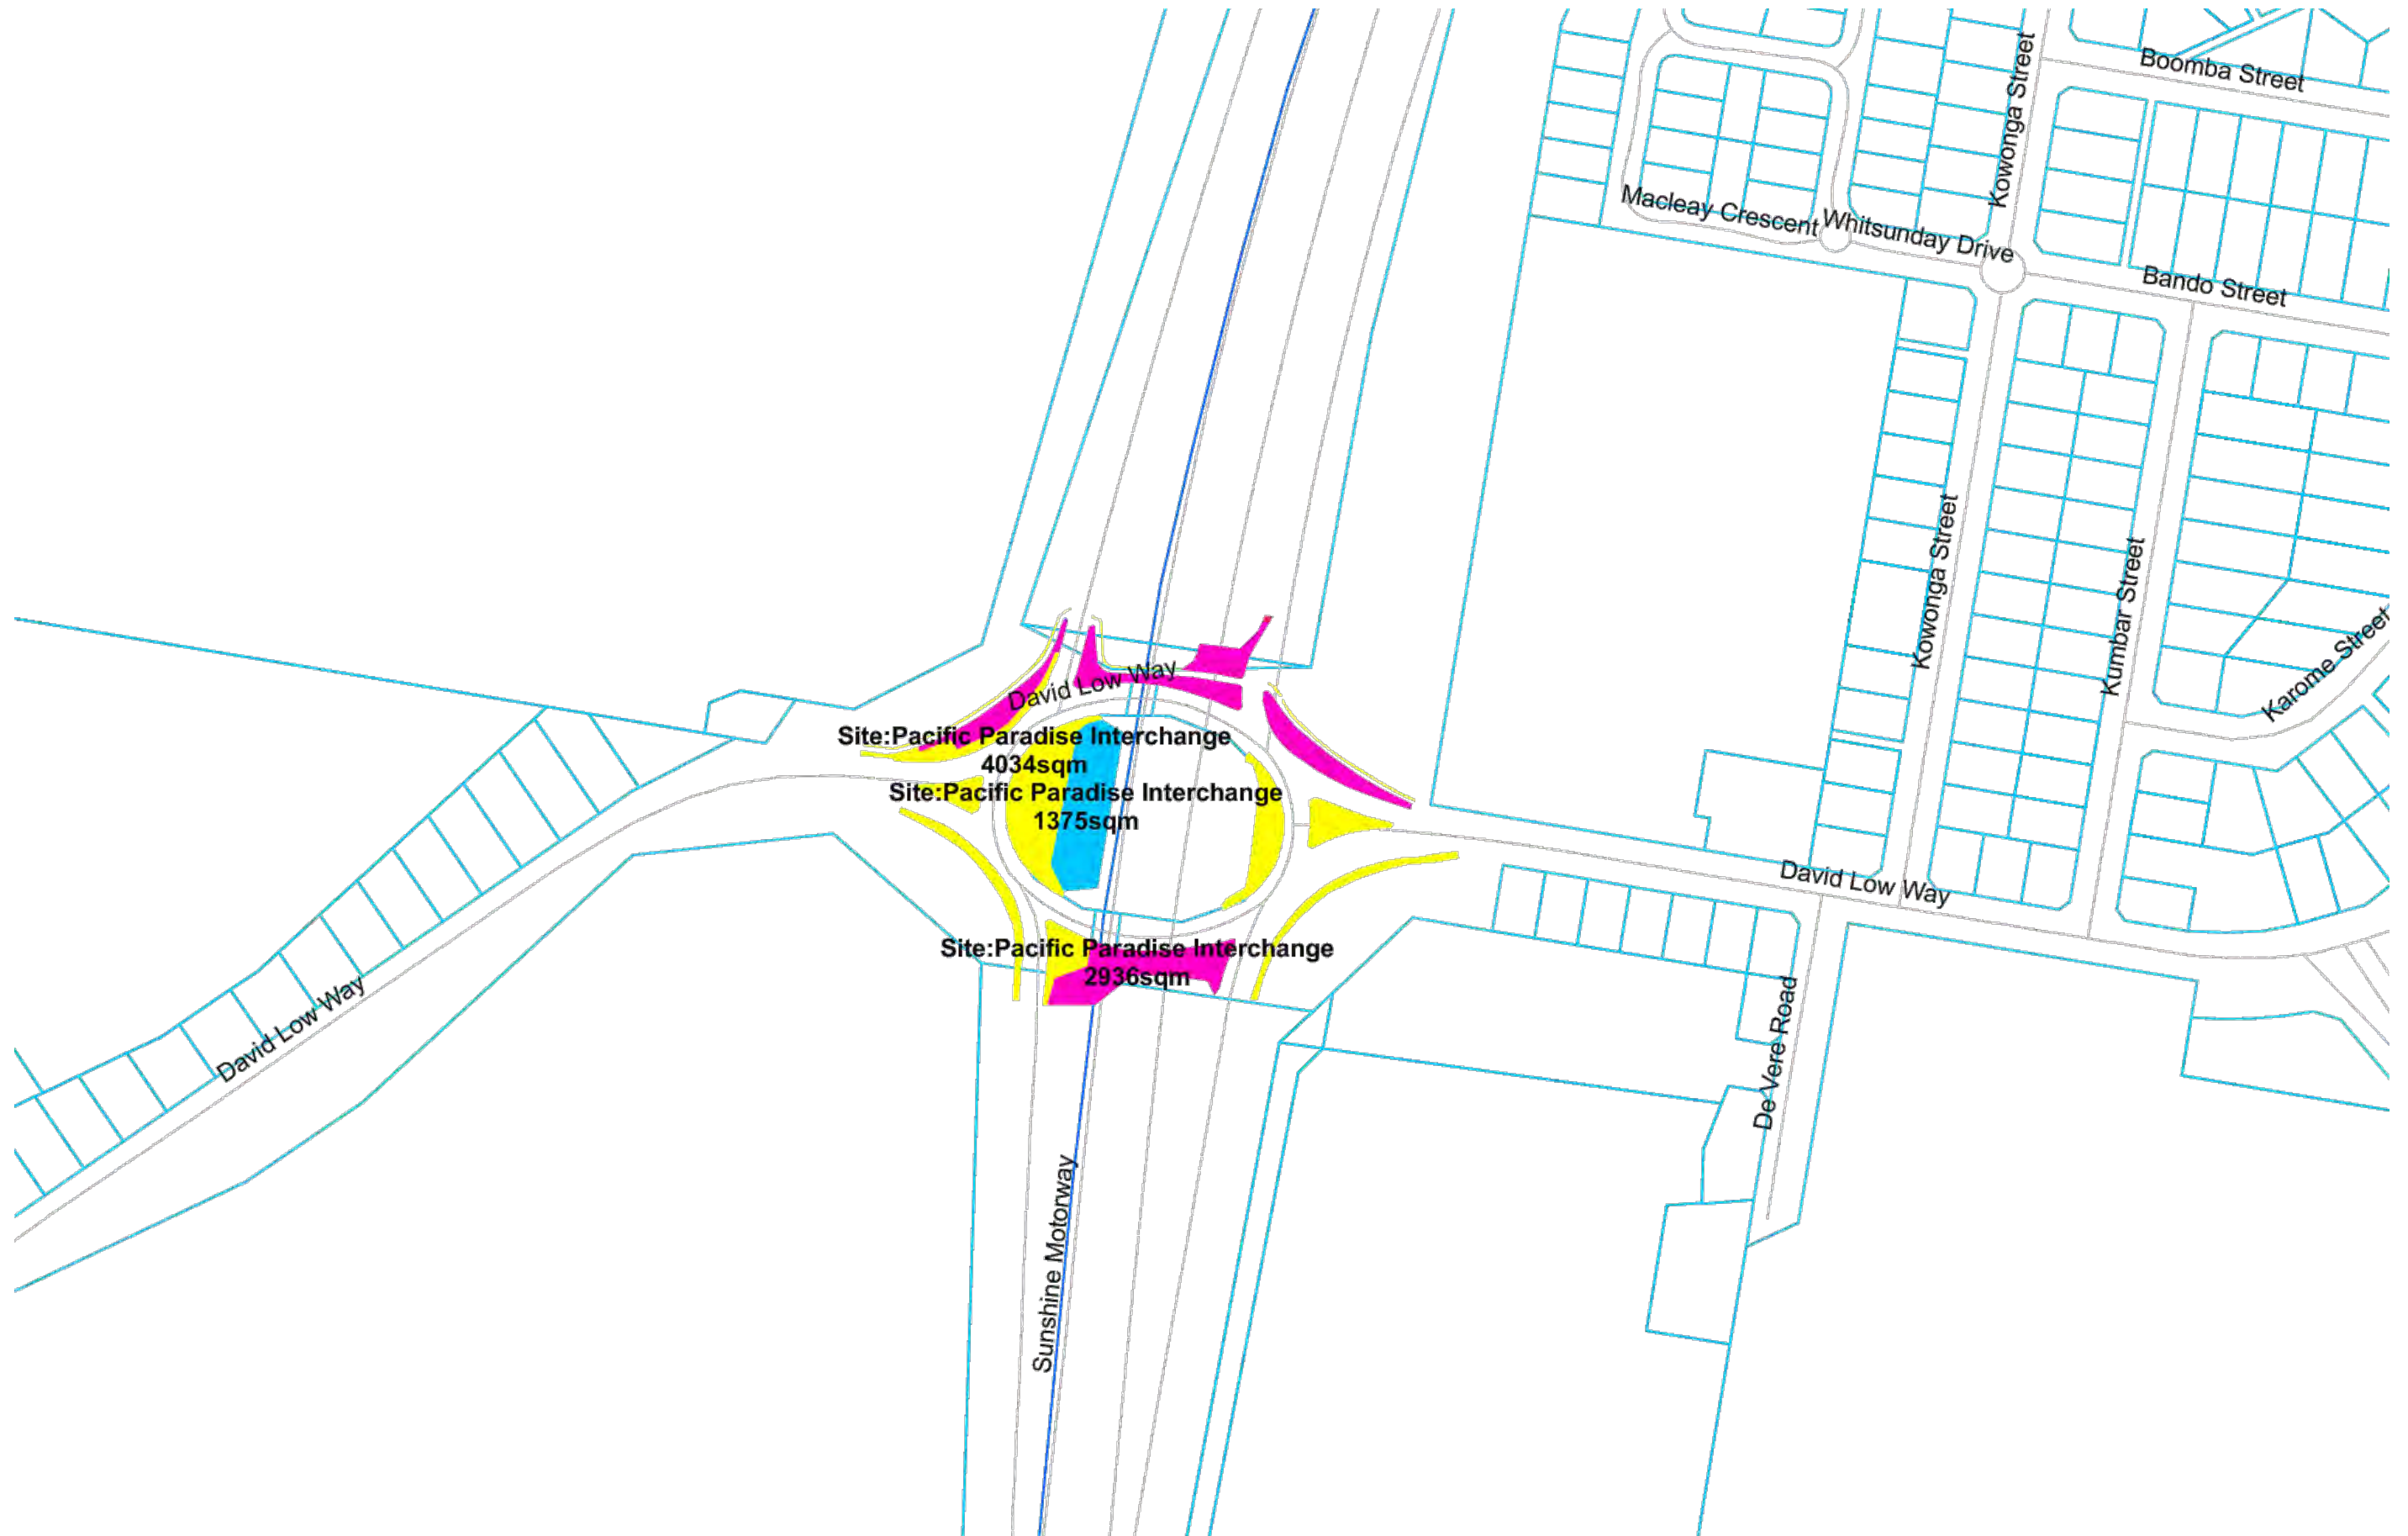 Boomba Street
Kowonga Street
Macleay Crescent
Whitsunday Drive
Bando Street
Kowonga Street
Kumbar Street
Karome Street
David Low Way
Site:Pacific Paradise Interchange
4034sqm
Site:Pacific Paradise Interchange
1375sqm
David Low Way
Site:Pacific Paradise Interchange
2936sqm
David Low Way
De Vere Road
Sunshine Motorway